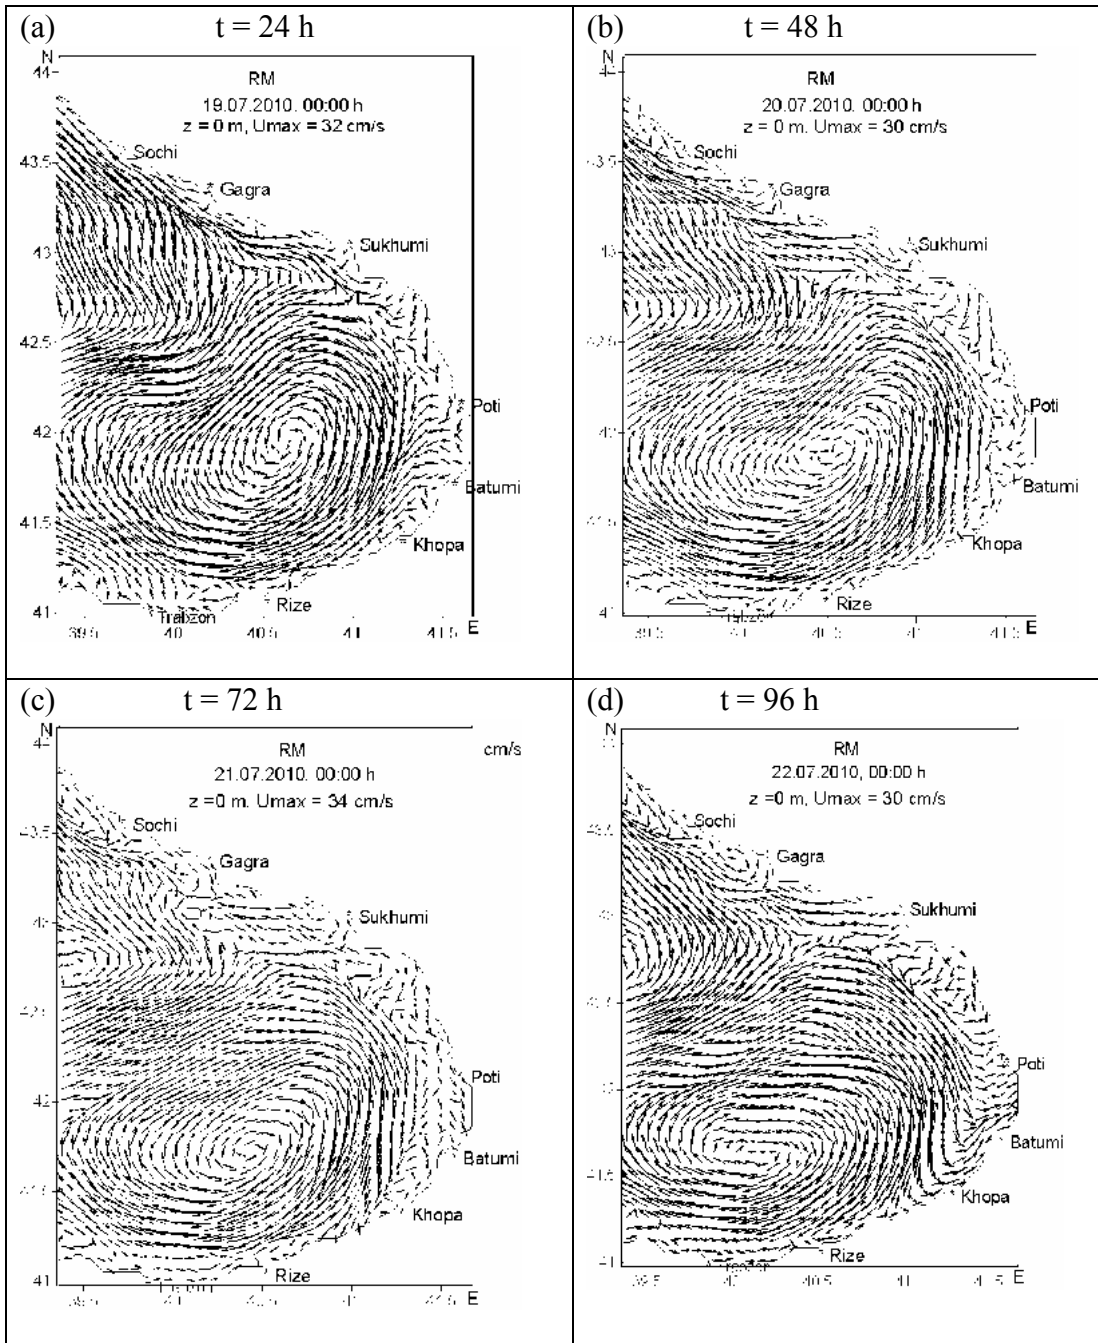 (a) t = 24 h
N
44
RM
19.07.2010. 00:00 h
z = 0 m, Umax = 32 cm/s
43.5
Sochi
Gagra
43
Sukhumi
42.5
Poti
42
Batumi
41.5
Khopa
41
Rize
Trabzon
39.5 40 40.5 41 41.5 E
(b) t = 48 h
N
RM
20.07.2010. 00:00 h
z = 0 m. Umax = 30 cm/s
Sochi
Gagra
Sukhumi
Poti
Batumi
Khopa
Rize
39.5 40.5 41.5 E
(c) t = 72 h
N
RM
cm/s
21.07.2010. 00:00 h
z =0 m. Umax = 34 cm/s
Sochi
Gagra
Sukhumi
Poti
42
Batumi
Khopa
41
Rize
E
(d) t = 96 h
N
RM
22.07.2010, 00:00 h
z =0 m, Umax = 30 cm/s
Sochi
Gagra
Sukhumi
Poti
Batumi
Khopa
Rize
E